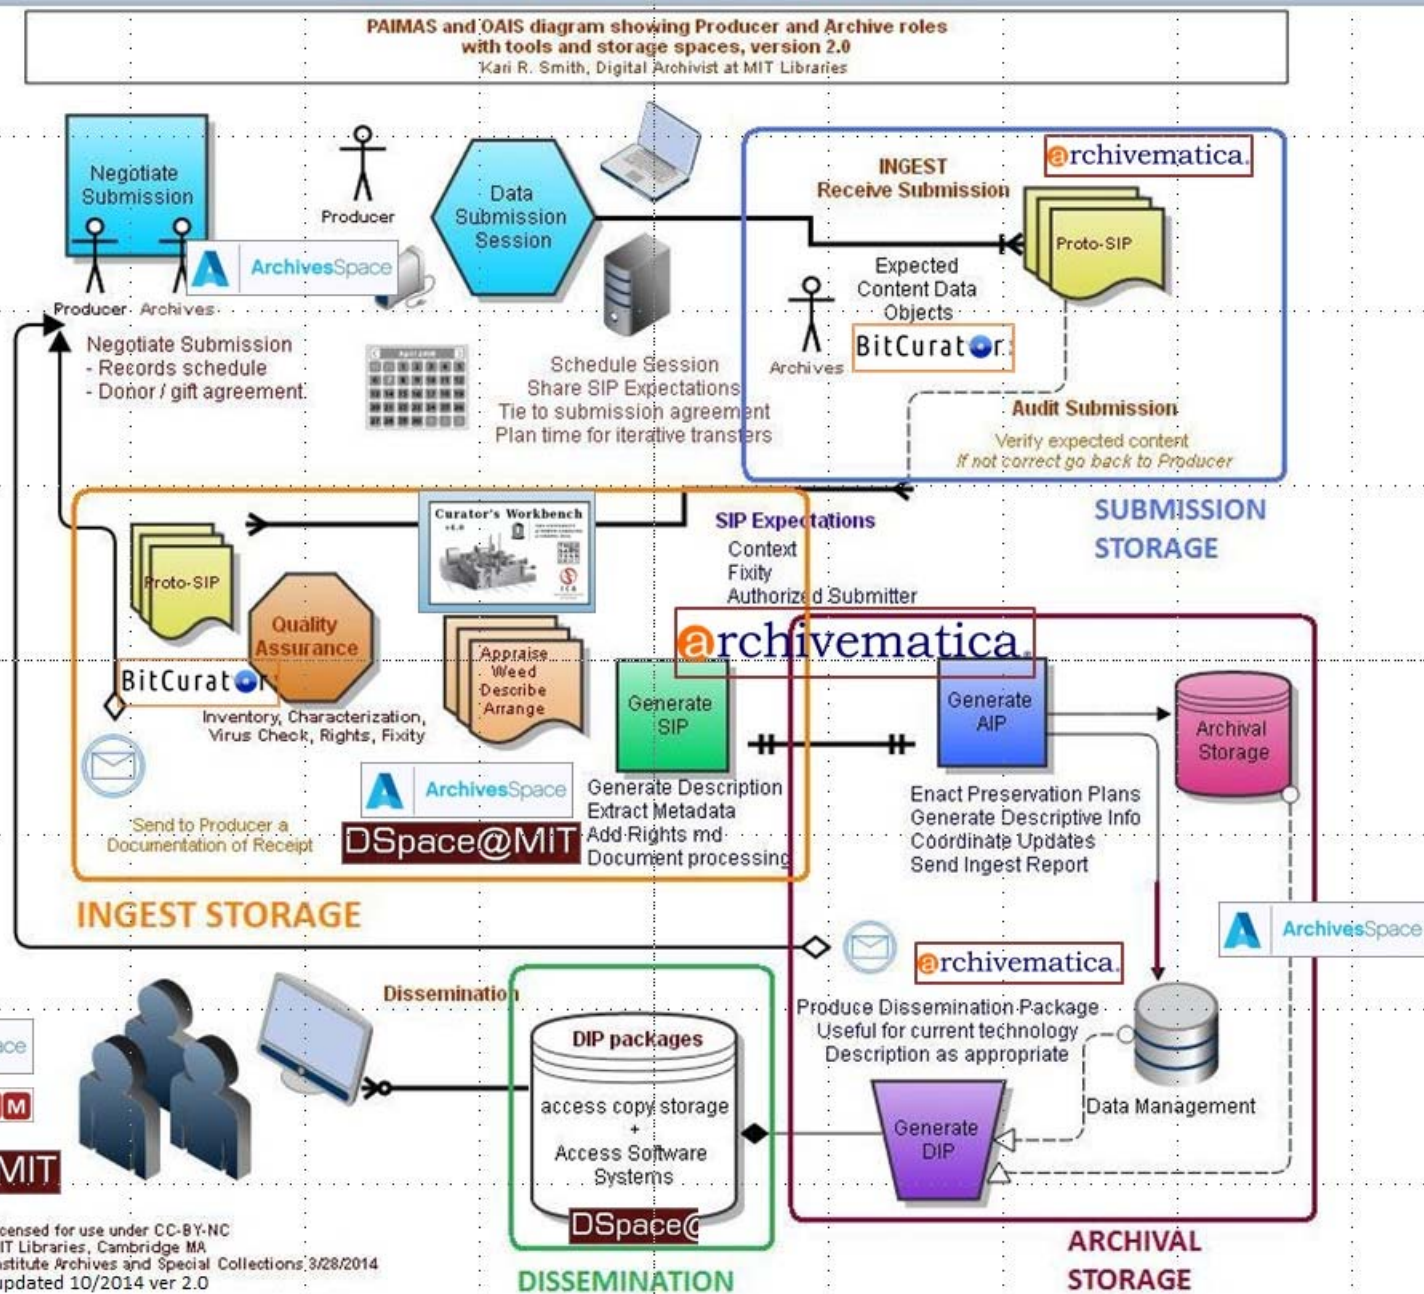 PAIMAS and OAIS diagram showing Producer and Archive roles
with tools and storage spaces, version 2.0
Kari R. Smith, Digital Archivist at MIT Libraries
Negotiate
Submission
Producer
Archives
ArchivesSpace
Negotiate Submission
- Records schedule
- Donor / gift agreement
Producer
Data
Submission
Session
Schedule Session
Share SIP Expectations
Tie to submission agreement
Plan time for iterative transfers
INGEST
Receive Submission
archivematica.
Proto-SIP
Expected
Content Data
Objects
Archives
BitCurator
Audit Submission
Verify expected content
If not correct go back to Producer
SUBMISSION
STORAGE
SIP Expectations
Context
Fixity
Authorized Submitter
Proto-SIP
Quality
Assurance
BitCurator
Inventory, Characterization,
Virus Check, Rights, Fixity
Send to Producer a
Documentation of Receipt
Curator's Workbench
Appraise
Weed
Describe
Arrange
ArchivesSpace
DSpace@MIT
Generate
SIP
Generate Description
Extract Metadata
Add Rights md
Document processing
INGEST STORAGE
archivematica
Generate
AIP
Enact Preservation Plans
Generate Descriptive Info
Coordinate Updates
Send Ingest Report
Archival
Storage
ArchivesSpace
archivematica.
Produce Dissemination Package
Useful for current technology
Description as appropriate
Data Management
Generate
DIP
ARCHIVAL
STORAGE
Dissemination
DIP packages
access copy storage
+
Access Software
Systems
DSpace@
DISSEMINATION
ace
M
MIT
censed for use under CC-BY-NC
IT Libraries, Cambridge MA
stitute Archives and Special Collections 3/28/2014
updated 10/2014 ver 2.0